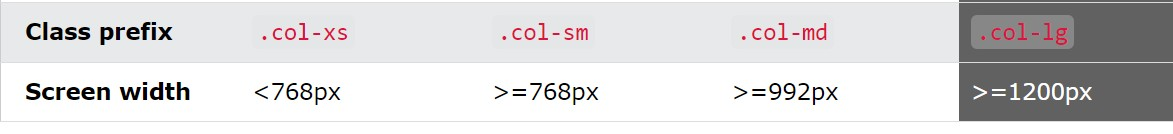 Class prefix .col-xs .col-sm .col-md .col-lg
Screen width <768px >=768px >=992px >=1200px